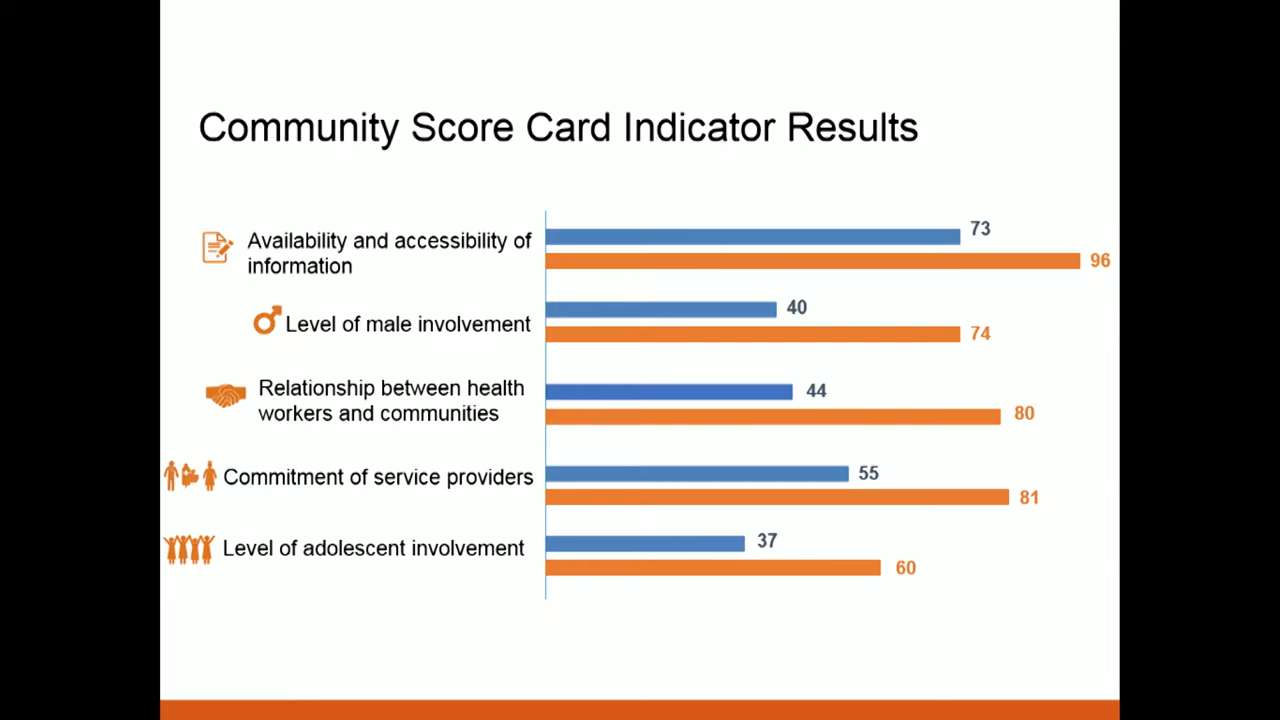 Community Score Card Indicator Results
Availability and accessibility of
information
73
96
Level of male involvement
40
74
Relationship between health
workers and communities
44
80
Commitment of service providers
55
81
Level of adolescent involvement
37
60